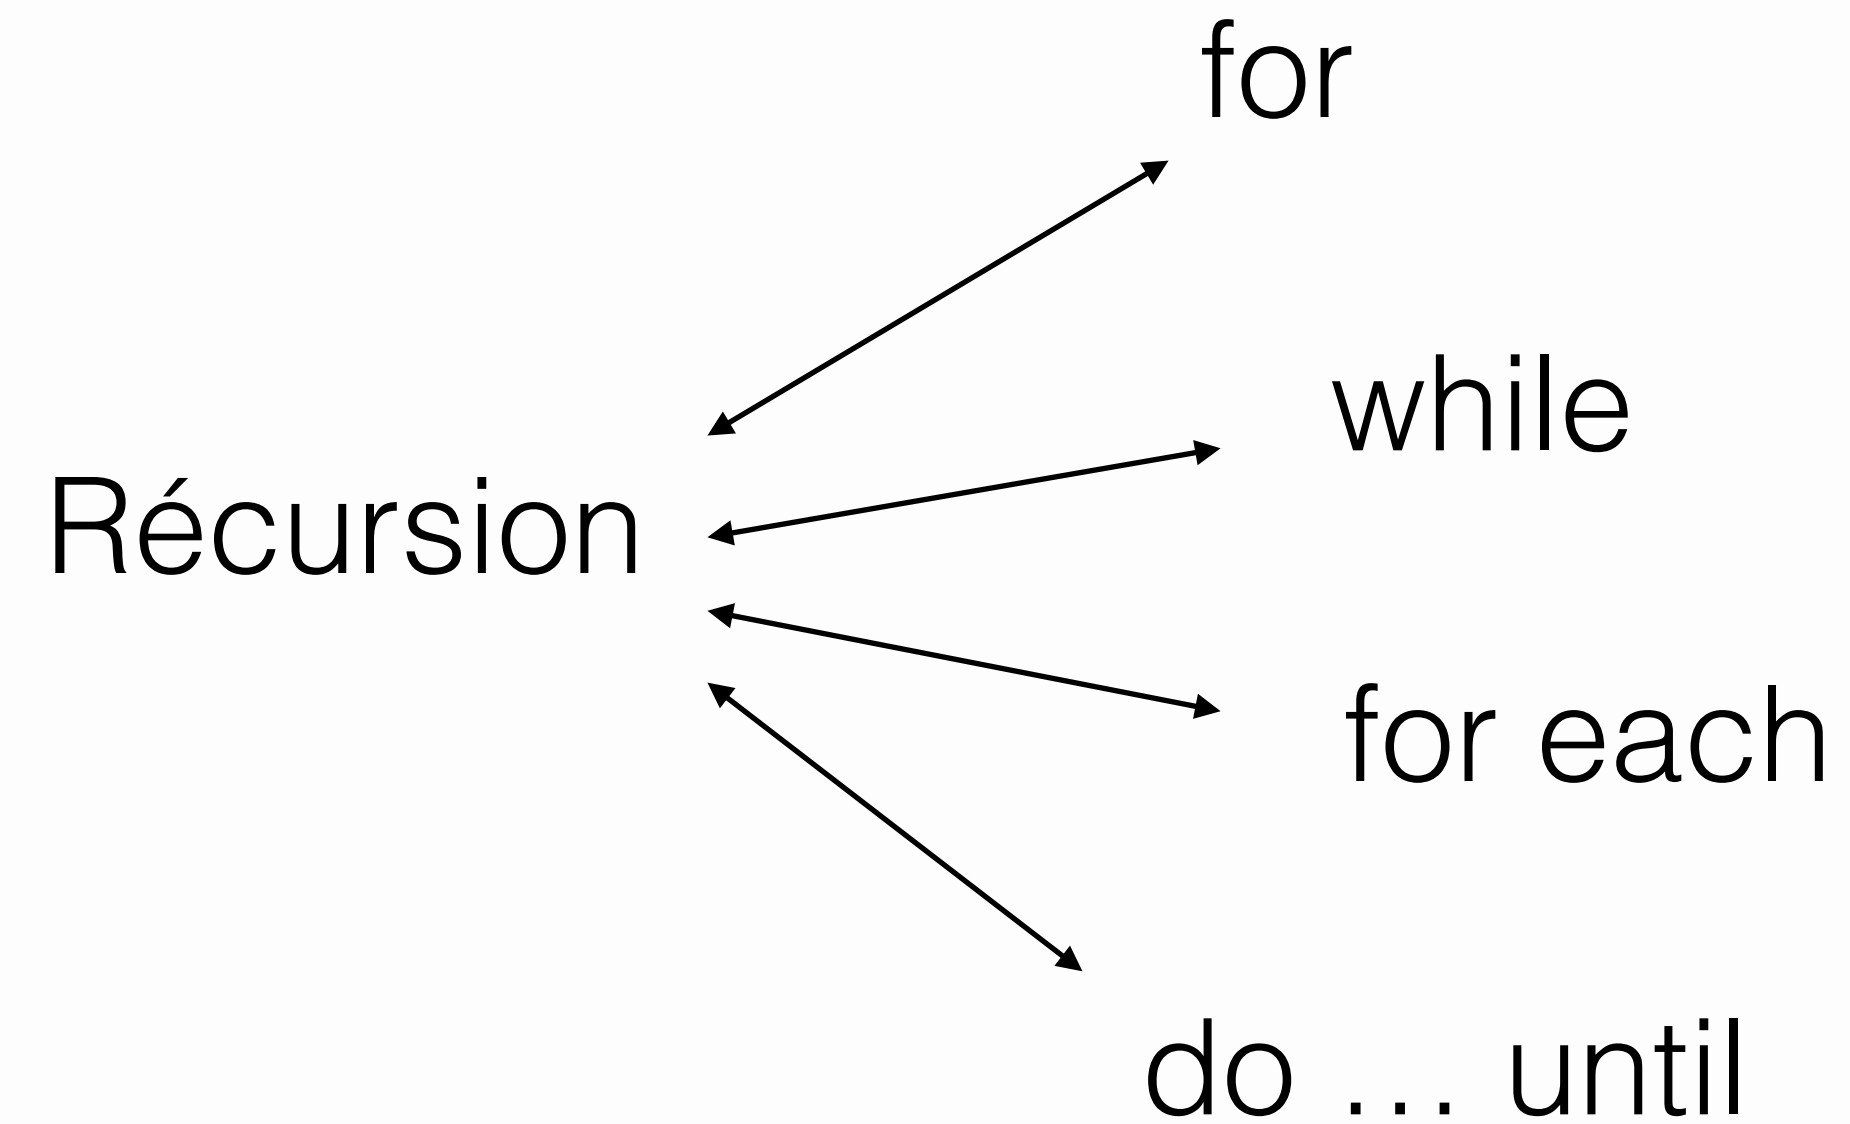 for
while
Récursion
for each
do … until